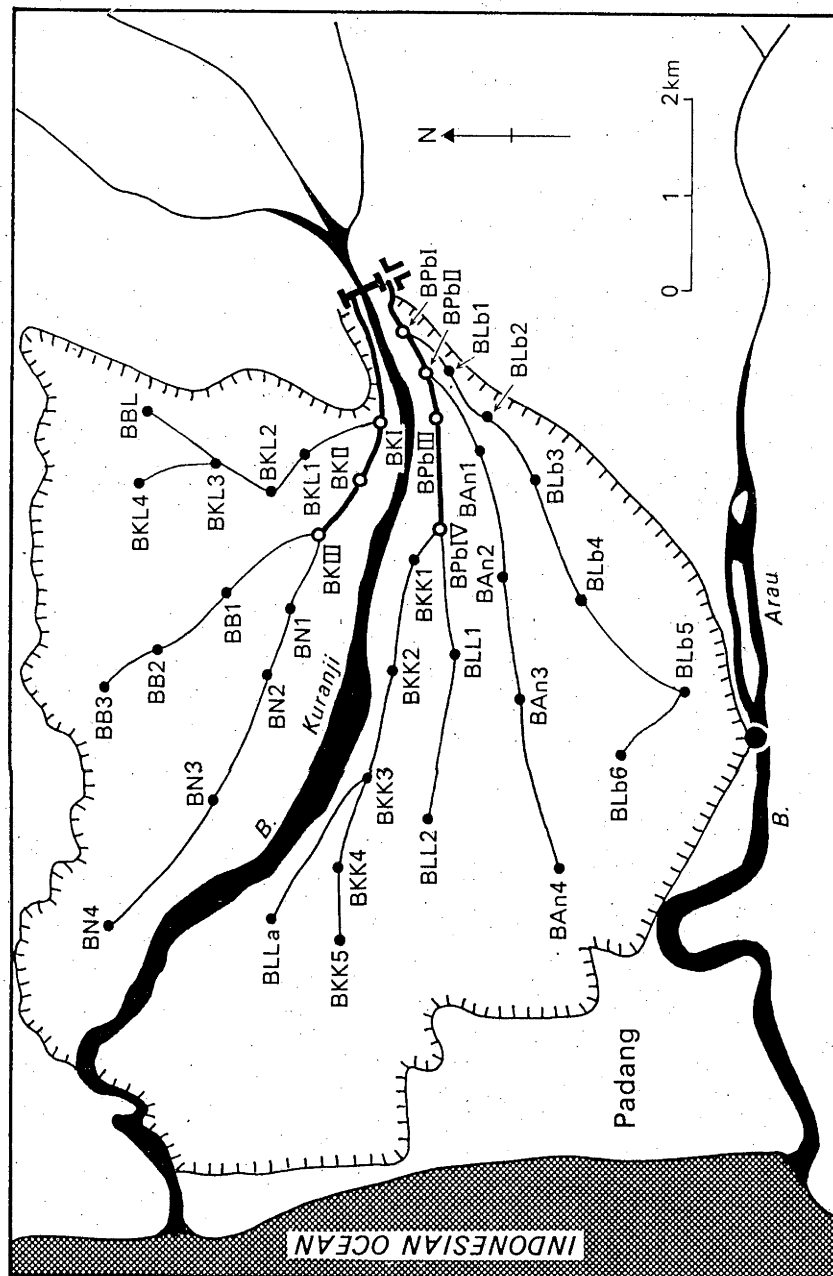 BBL
BKL4
BKL3
BKL2
BKL1
BKI
BKII
BKIII
BB1
BB2
BB3
BN1
BN2
BN3
BN4
B. Kuranji
N
BPbI
BPbII
BPbIII
BPbIV
BLb1
BLb2
BLb3
BLb4
BLb5
BLb6
BAn1
BAn2
BAn3
BAn4
BKK1
BKK2
BKK3
BKK4
BKK5
BLLa
BLL1
BLL2
0 1 2km
B. Arau
Padang
INDONESIAN OCEAN